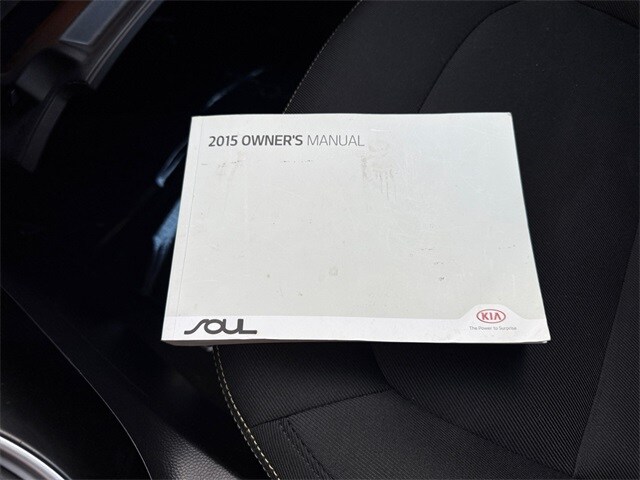 2015 OWNER'S MANUAL
SOUL
KIA
The Power to Surprise